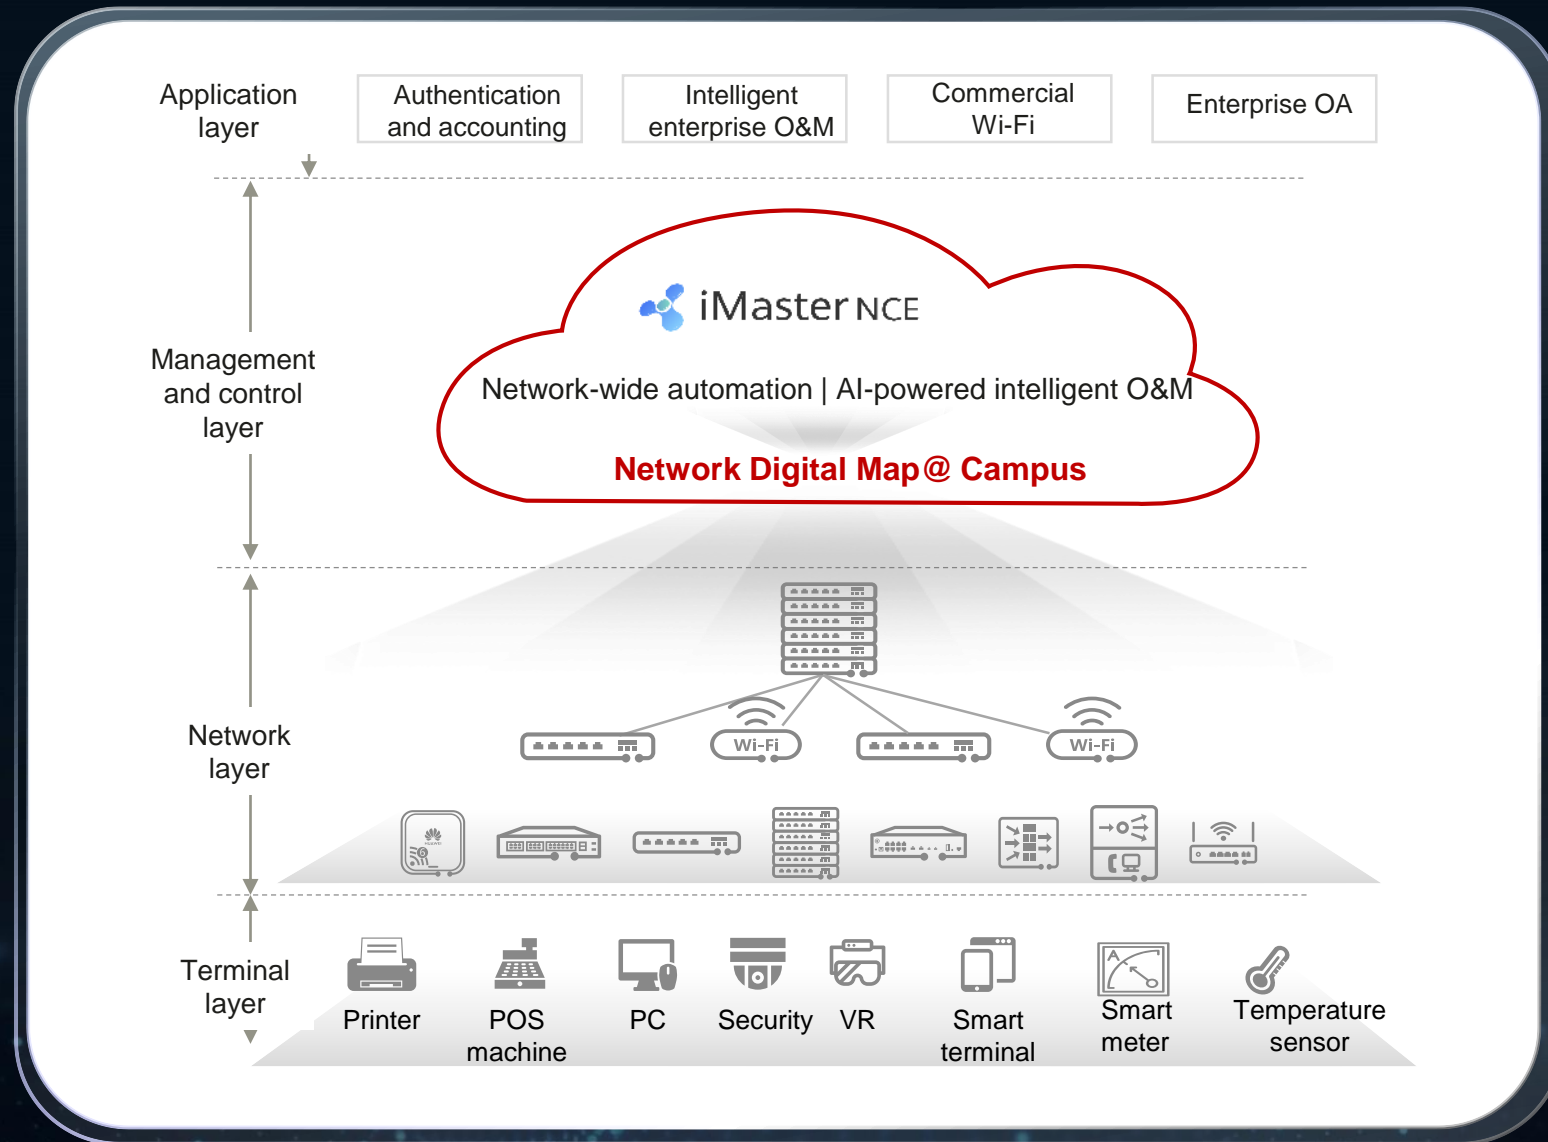 Application
layer
Authentication
and accounting
Intelligent
enterprise O&M
Commercial
Wi-Fi
Enterprise OA
Management
and control
layer
iMaster NCE
Network-wide automation | AI-powered intelligent O&M
Network Digital Map@ Campus
Network
layer
Wi-Fi
Wi-Fi
HUAWEI
6
Terminal
layer
Printer
POS
machine
PC
Security
VR
Smart
terminal
A
Smart
meter
Temperature
sensor